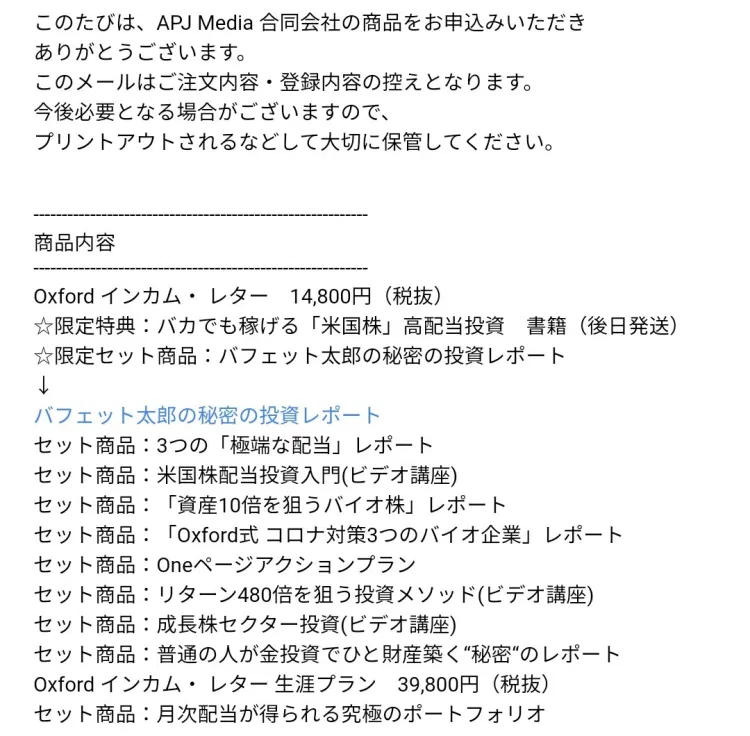 このたびは、APJ Media 合同会社の商品をお申込みいただき
ありがとうございます。
このメールはご注文内容・登録内容の控えとなります。
今後必要となる場合がございますので、
プリントアウトされるなどして大切に保管してください。
------------------------------------------------------------
商品内容
------------------------------------------------------------
Oxford インカム・ レター　14,800円（税抜）
☆限定特典：バカでも稼げる「米国株」高配当投資　書籍（後日発送）
☆限定セット商品：バフェット太郎の秘密の投資レポート
↓
バフェット太郎の秘密の投資レポート
セット商品：3つの「極端な配当」レポート
セット商品：米国株配当投資入門(ビデオ講座)
セット商品：「資産10倍を狙うバイオ株」レポート
セット商品：「Oxford式 コロナ対策3つのバイオ企業」レポート
セット商品：Oneページアクションプラン
セット商品：リターン480倍を狙う投資メソッド(ビデオ講座)
セット商品：成長株セクター投資(ビデオ講座)
セット商品：普通の人が金投資でひと財産築く“秘密“のレポート
Oxford インカム・ レター 生涯プラン　39,800円（税抜）
セット商品：月次配当が得られる究極のポートフォリオ